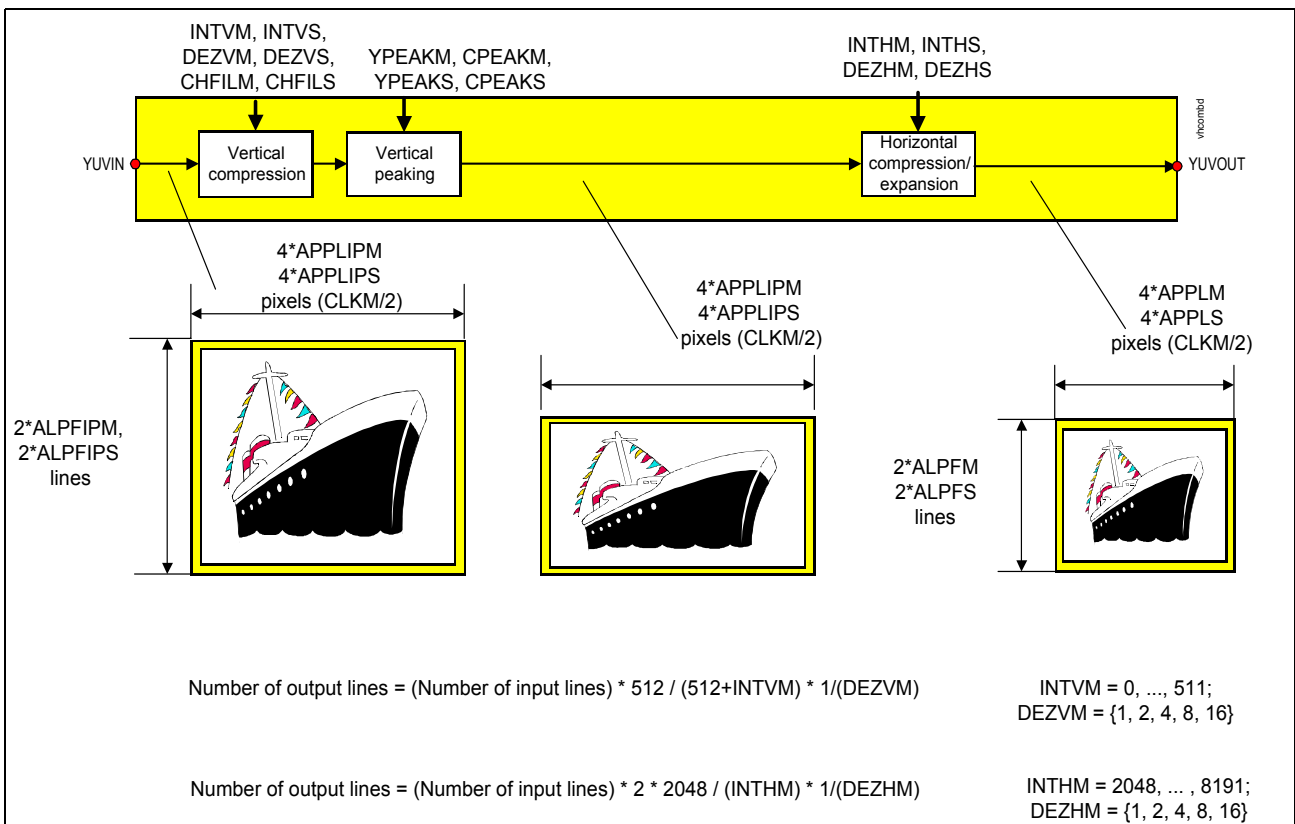 INTVM, INTVS,
DEZVM, DEZVS,
CHFILM, CHFILS
YPEAKM, CPEAKM,
YPEAKS, CPEAKS
INTHM, INTHS,
DEZHM, DEZHS
vhcombd
YUVIN
Vertical
compression
Vertical
peaking
Horizontal
compression/
expansion
YUVOUT
4*APPLIPM
4*APPLIPS
pixels (CLKM/2)
4*APPLIPM
4*APPLIPS
pixels (CLKM/2)
4*APPLM
4*APPLS
pixels (CLKM/2)
2*ALPFIPM,
2*ALPFIPS
lines
2*ALPFM
2*ALPFS
lines
Number of output lines = (Number of input lines) * 512 / (512+INTVM) * 1/(DEZVM)
INTVM = 0, ..., 511;
DEZVM = {1, 2, 4, 8, 16}
Number of output lines = (Number of input lines) * 2 * 2048 / (INTHM) * 1/(DEZHM)
INTHM = 2048, ... , 8191;
DEZHM = {1, 2, 4, 8, 16}